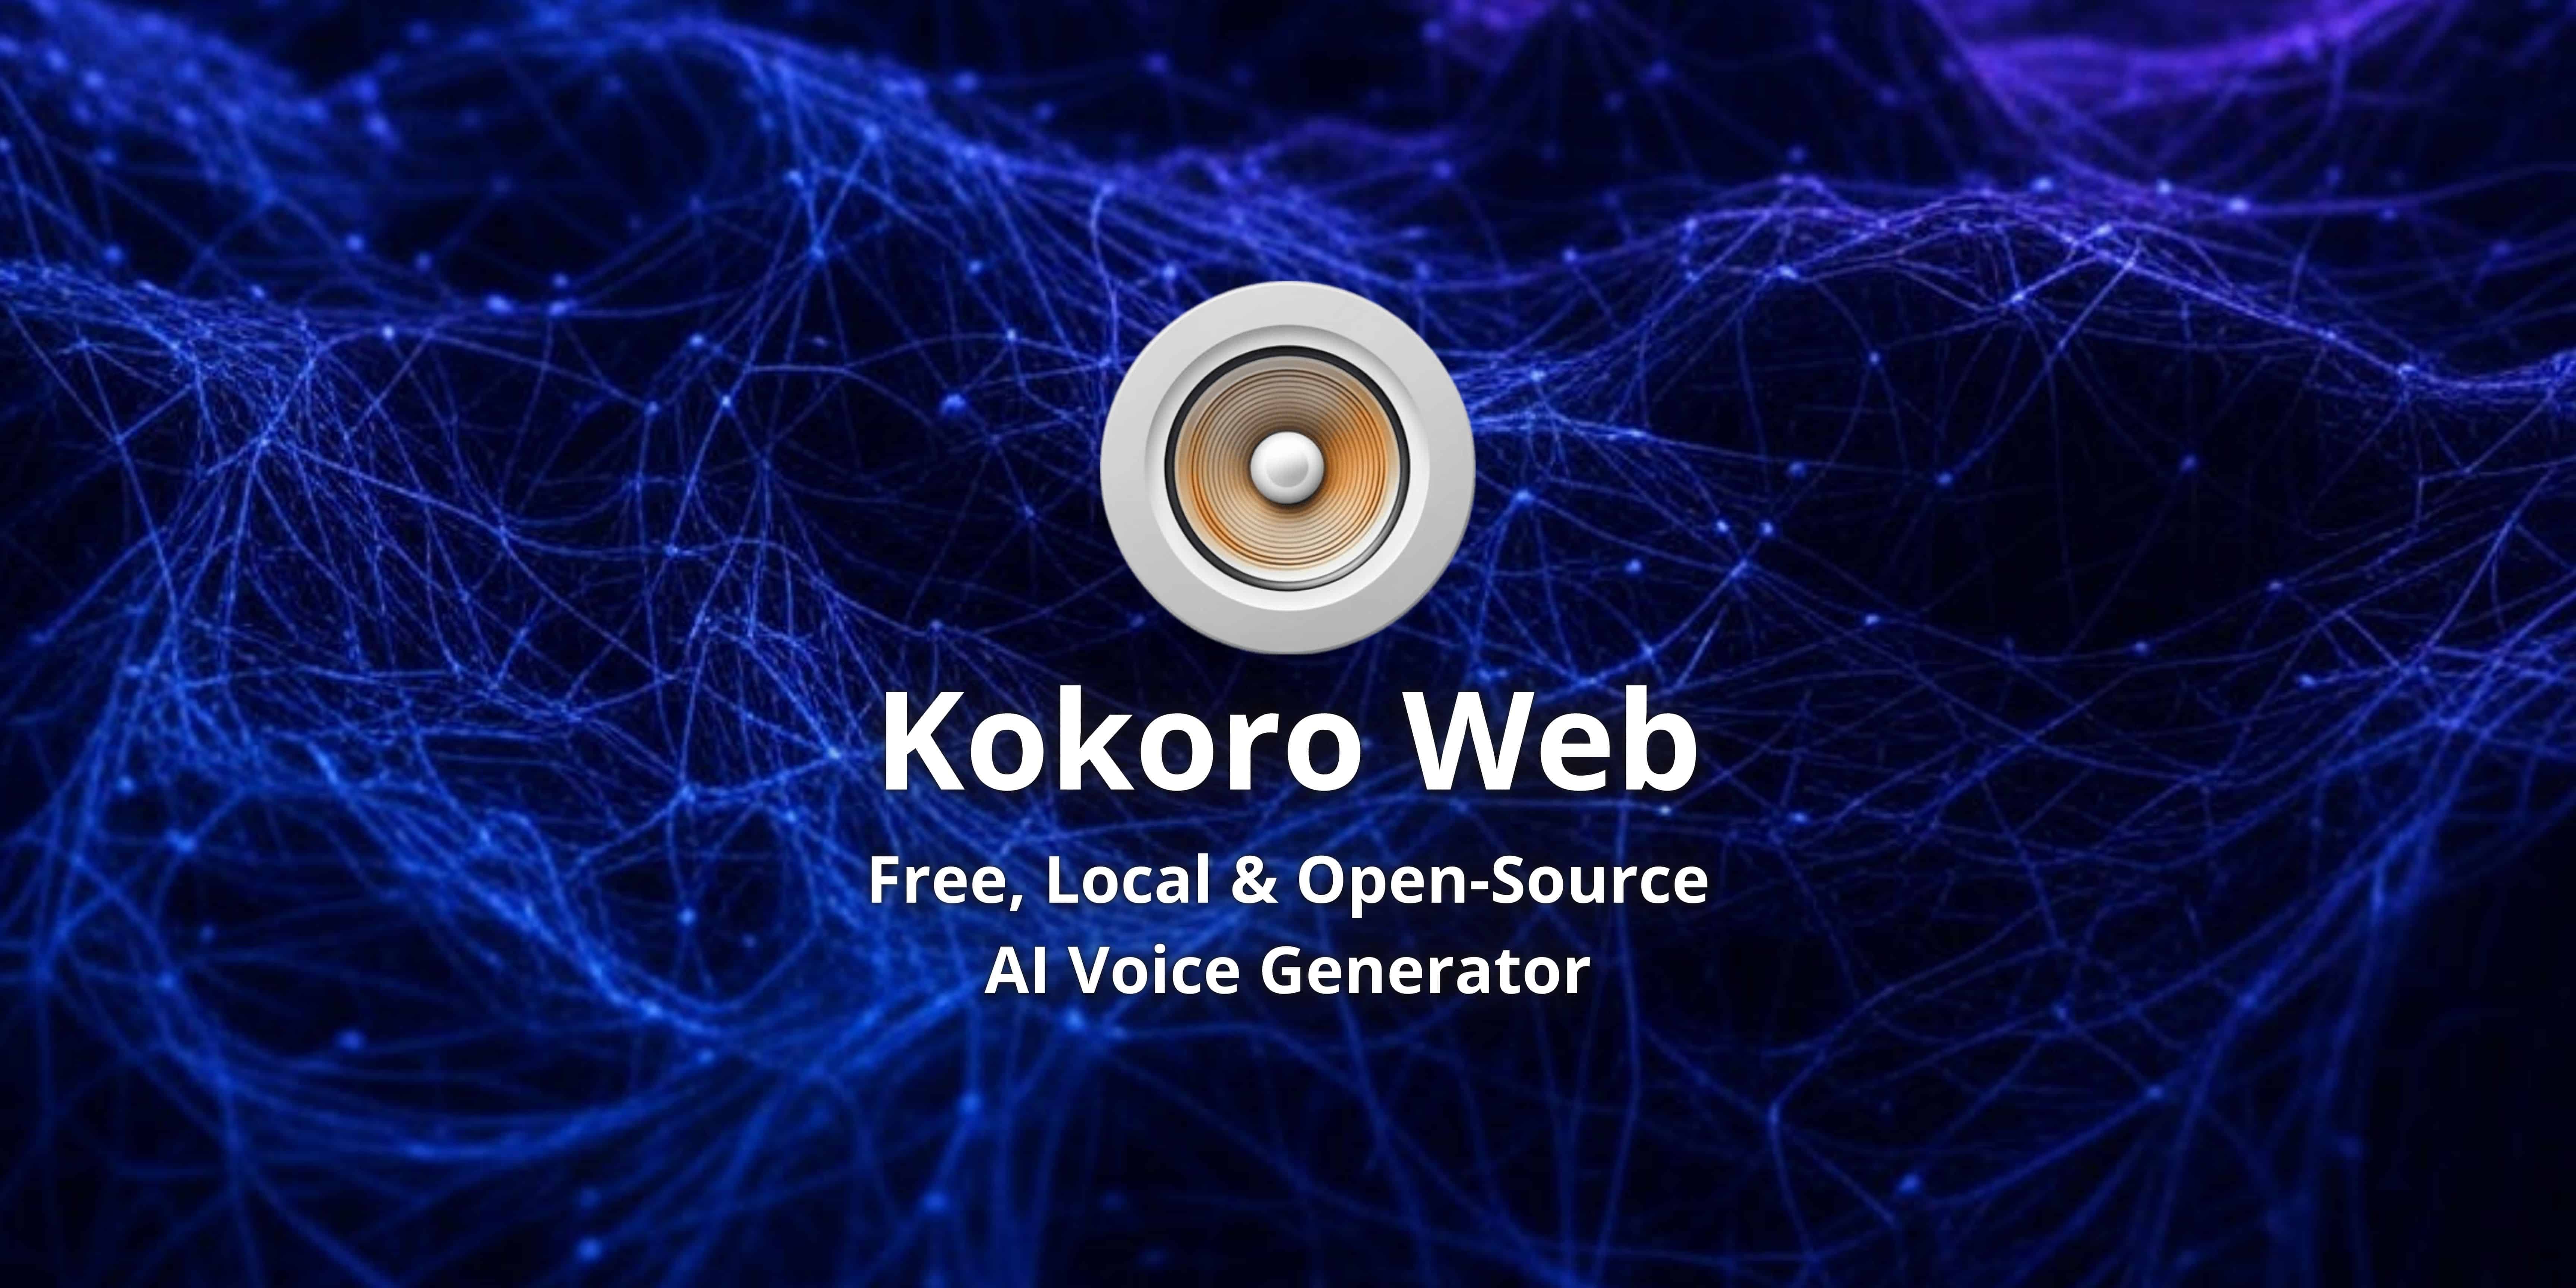 Kokoro Web
Free, Local & Open-Source
AI Voice Generator